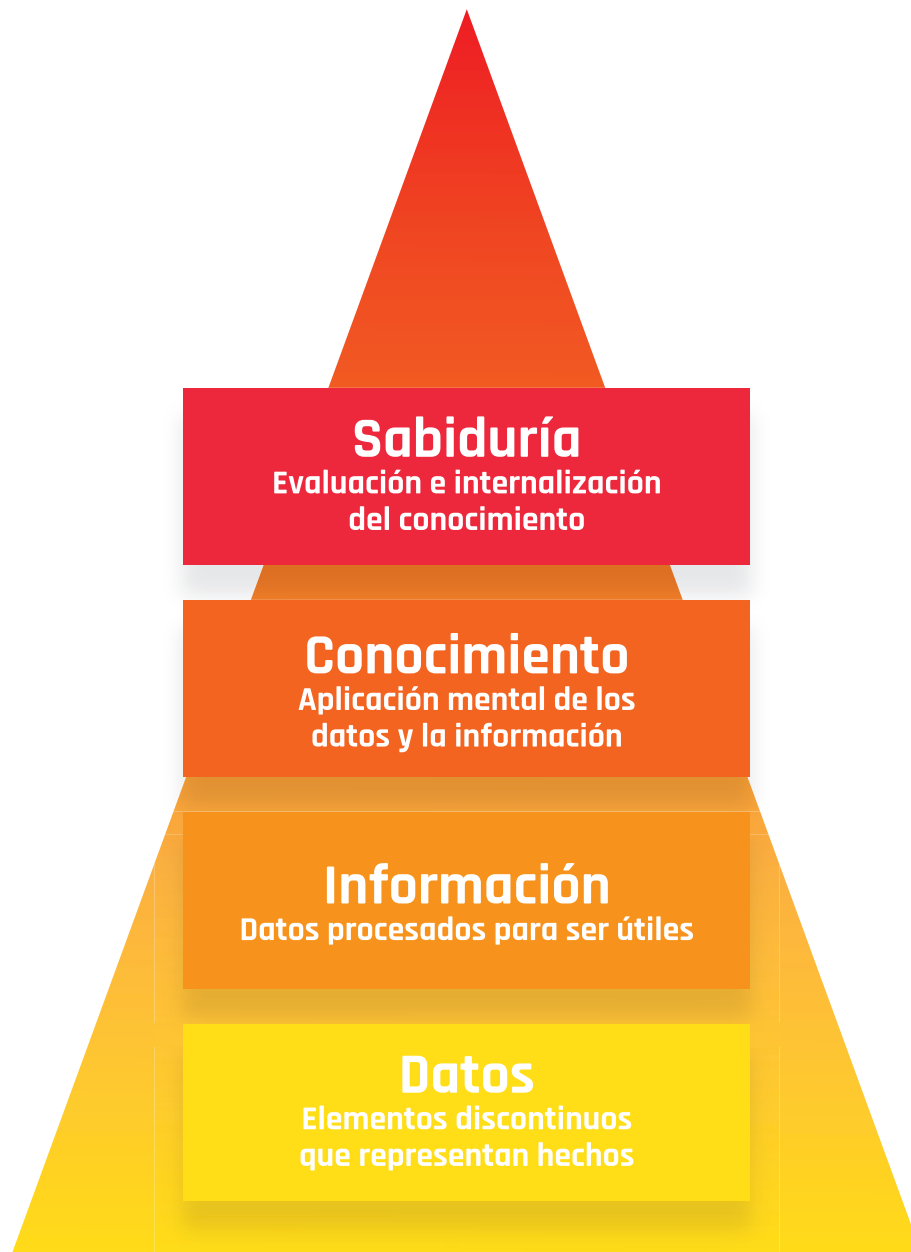 Sabiduría
Evaluación e internalización
del conocimiento
Conocimiento
Aplicación mental de los
datos y la información
Información
Datos procesados para ser útiles
Datos
Elementos discontinuos
que representan hechos